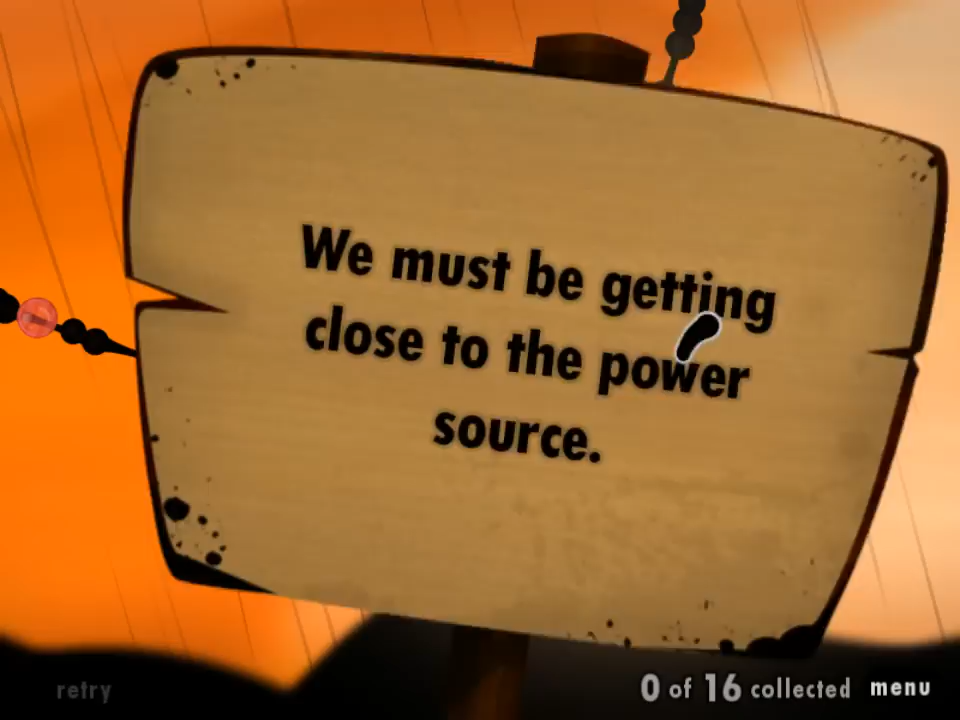 We must be getting
close to the power
source.
retry
0 of 16 collected
menu